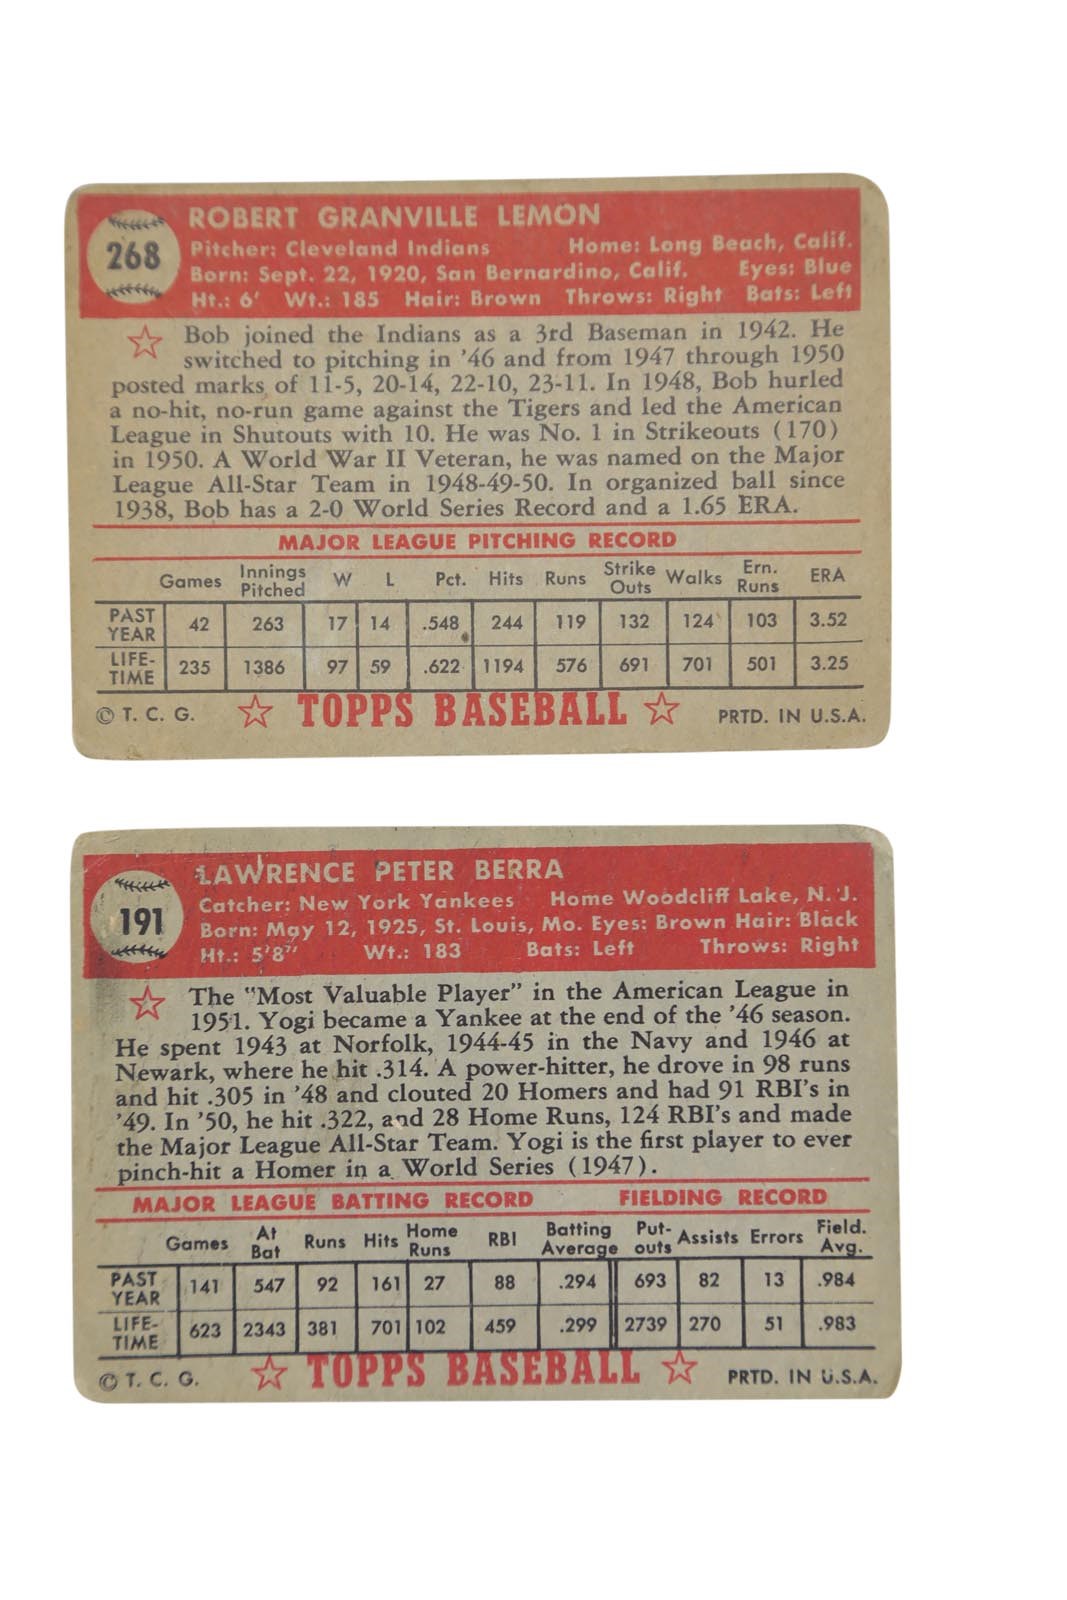 268
ROBERT GRANVILLE LEMON
Pitcher: Cleveland Indians Home: Long Beach, Calif.
Born: Sept. 22, 1920, San Bernardino, Calif. Eyes: Blue
Ht.: 6' Wt.: 185 Hair: Brown Throws: Right Bats: Left
Bob joined the Indians as a 3rd Baseman in 1942. He
switched to pitching in '46 and from 1947 through 1950
posted marks of 11-5, 20-14, 22-10, 23-11. In 1948, Bob hurled
a no-hit, no-run game against the Tigers and led the American
League in Shutouts with 10. He was No. 1 in Strikeouts (170)
in 1950. A World War II Veteran, he was named on the Major
League All-Star Team in 1948-49-50. In organized ball since
1938, Bob has a 2-0 World Series Record and a 1.65 ERA.
MAJOR LEAGUE PITCHING RECORD
Games Innings Pitched W L Pct. Hits Runs Strike Outs Walks Ern. Runs ERA
PAST YEAR 42 263 17 14 .548 244 119 132 124 103 3.52
LIFE-TIME 235 1386 97 59 .622 1194 576 691 701 501 3.25
© T. C. G. TOPPS BASEBALL PRTD. IN U.S.A.
191
LAWRENCE PETER BERRA
Catcher: New York Yankees Home Woodcliff Lake, N. J.
Born: May 12, 1925, St. Louis, Mo. Eyes: Brown Hair: Black
Ht.: 5'8" Wt.: 183 Bats: Left Throws: Right
The "Most Valuable Player" in the American League in
1951. Yogi became a Yankee at the end of the '46 season.
He spent 1943 at Norfolk, 1944-45 in the Navy and 1946 at
Newark, where he hit .314. A power-hitter, he drove in 98 runs
and hit .305 in '48 and clouted 20 Homers and had 91 RBI's in
'49. In '50, he hit .322, and 28 Home Runs, 124 RBI's and made
the Major League All-Star Team. Yogi is the first player to ever
pinch-hit a Homer in a World Series (1947).
MAJOR LEAGUE BATTING RECORD FIELDING RECORD
Games At Bat Runs Hits Home Runs RBI Batting Average Put-outs Assists Errors Field. Avg.
PAST YEAR 141 547 92 161 27 88 .294 693 82 13 .984
LIFE-TIME 623 2343 381 701 102 459 .299 2739 270 51 .983
© T. C. G. TOPPS BASEBALL PRTD. IN U.S.A.